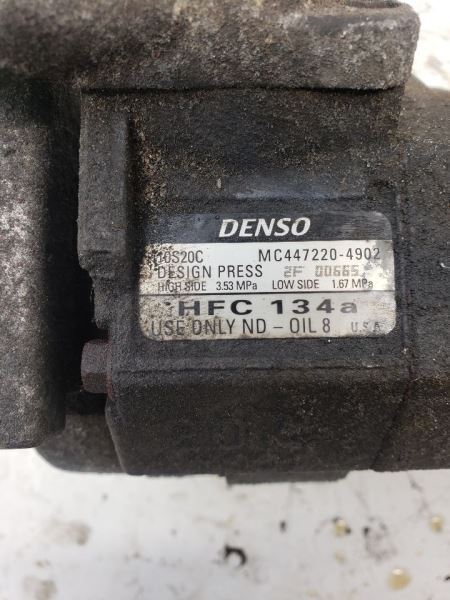 DENSO
10S20C MC447220-4902
DESIGN PRESS 2F 00665
HIGH SIDE 3.53 MPa LOW SIDE 1.67 MPa
HFC 134a
USE ONLY ND-OIL 8 U.S.A